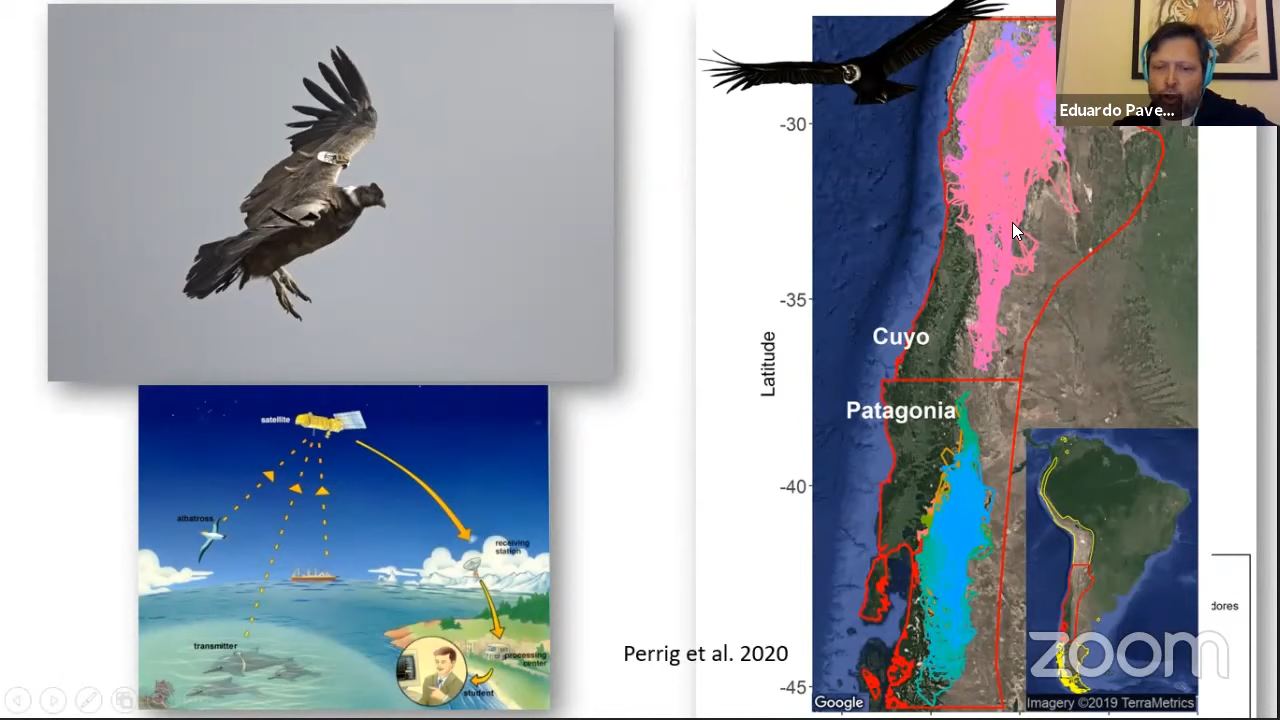 Eduardo Pave...
-30
-35
-40
-45
Latitude
Cuyo
Patagonia
satellite
albatross
receiving
station
transmitter
processing
center
student
Perrig et al. 2020
dores
zoom
Google
Imagery ©2019 TerraMetrics